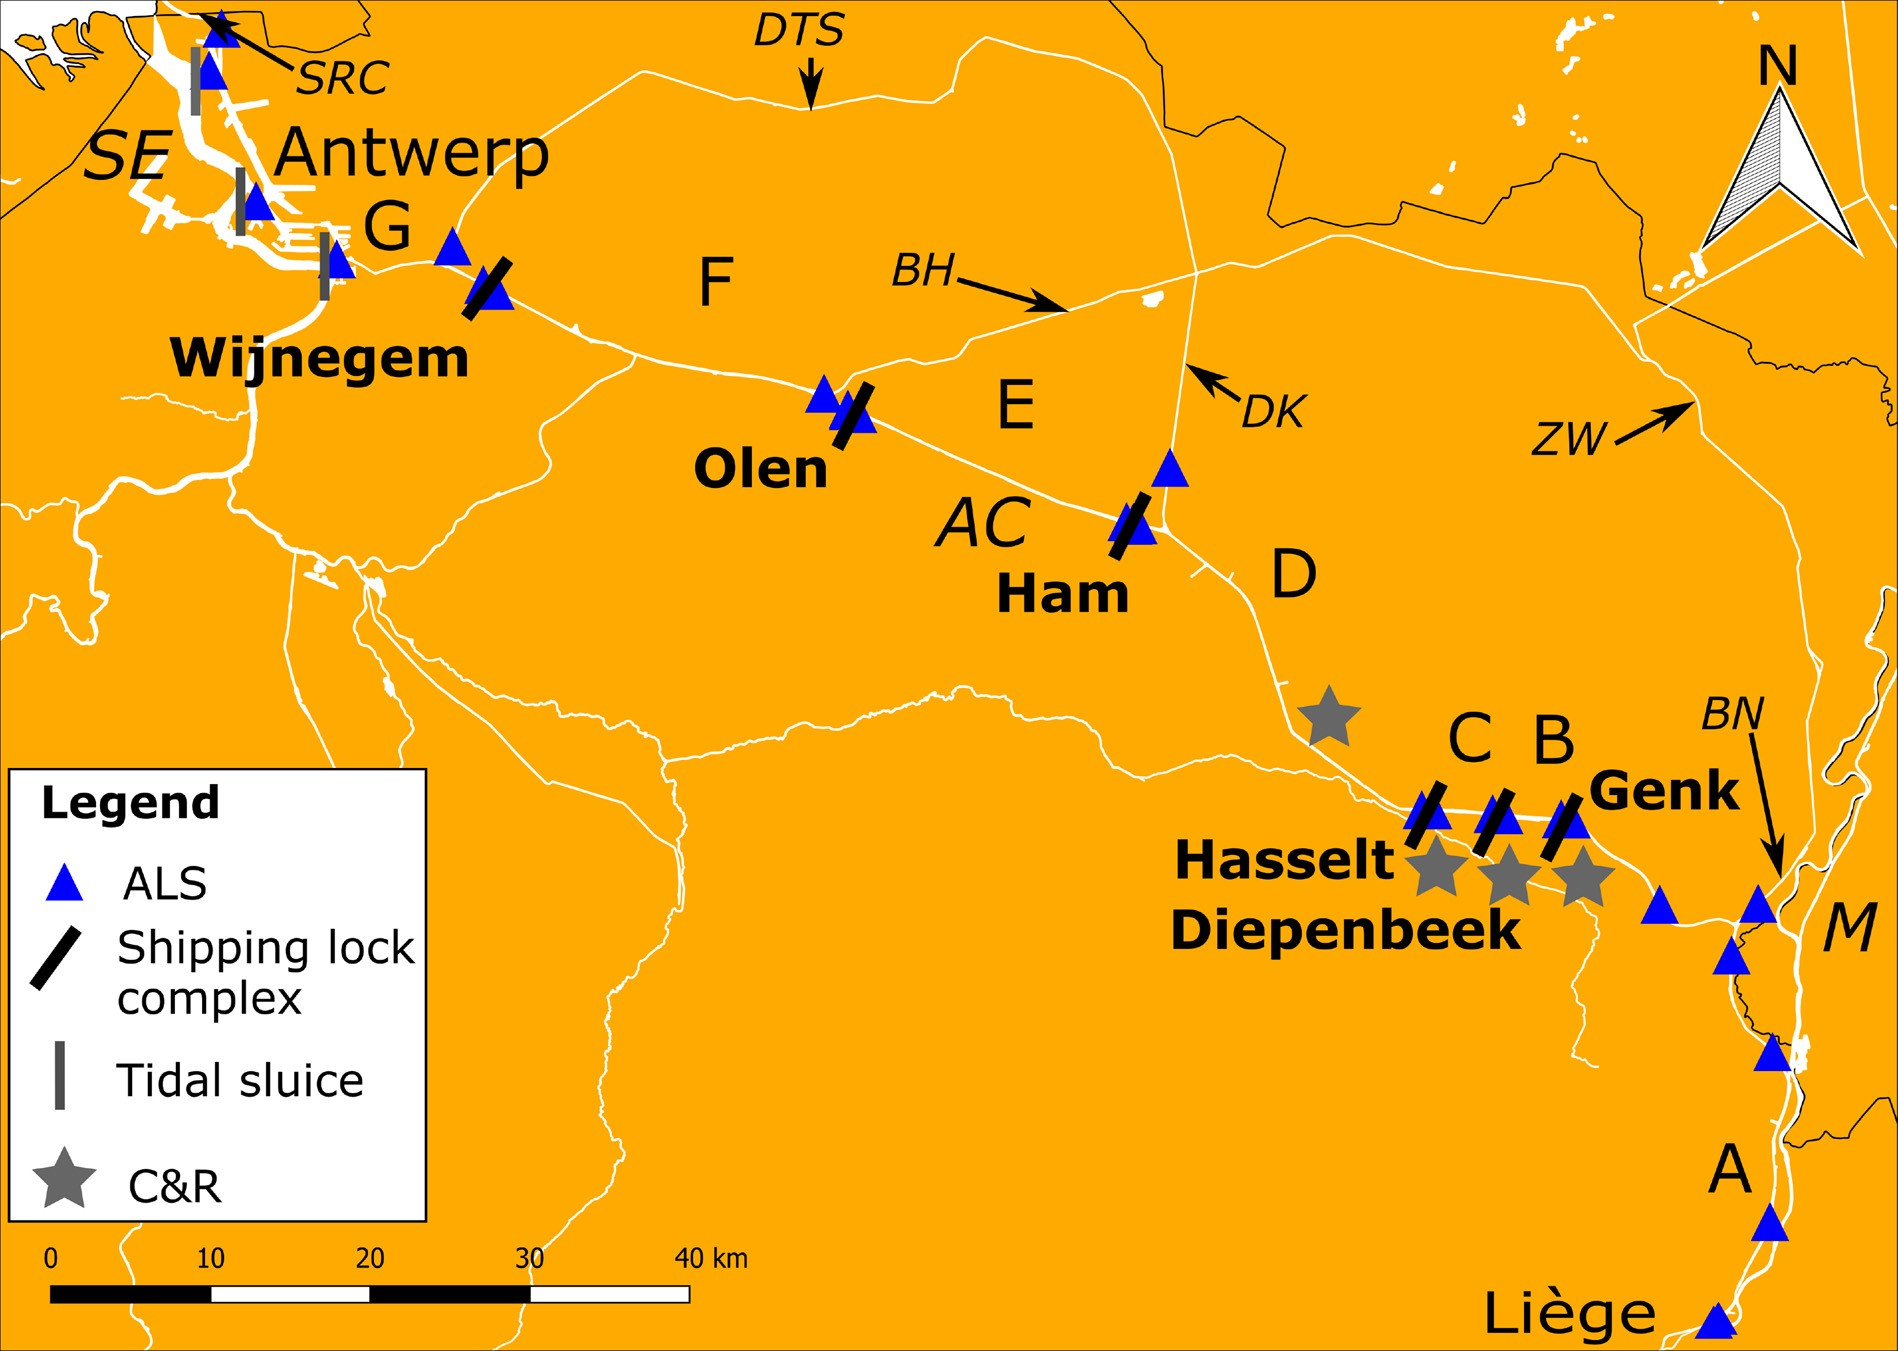 DTS
SRC
N
SE
Antwerp
G
F
BH
Wijnegem
E
DK
ZW
Olen
AC
D
Ham
BN
C
B
Genk
Hasselt
Diepenbeek
M
A
Liège
Legend
ALS
Shipping lock
complex
Tidal sluice
C&R
0 10 20 30 40 km